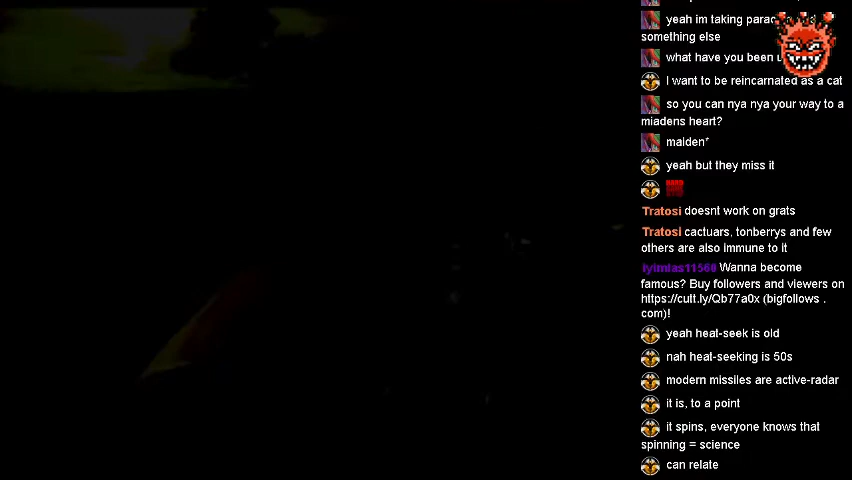 yeah im taking
something else
what have you been
I want to be reincarnated as a cat
so you can nya nya your way to a
miadens heart?
maiden*
yeah but they miss it
Tratosi doesnt work on grats
Tratosi cactuars, tonberrys and few
others are also immune to it
Wanna become
famous? Buy followers and viewers on
https://cutt.ly/Qb77a0x (bigfollows .
com)!
yeah heat-seek is old
nah heat-seeking is 50s
modern missiles are active-radar
it is, to a point
it spins, everyone knows that
spinning = science
can relate